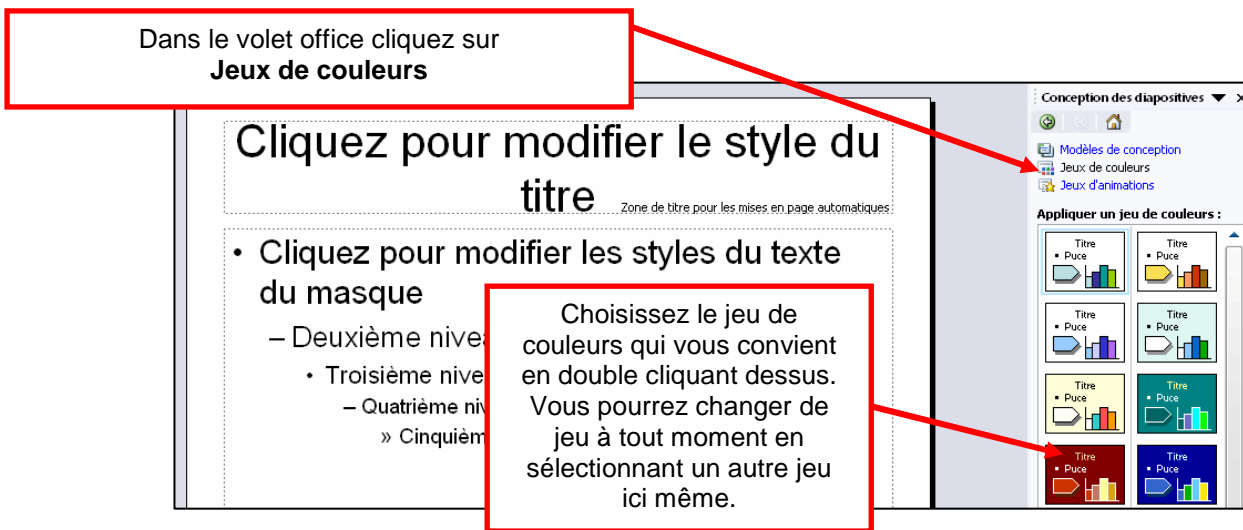 Dans le volet office cliquez sur
Jeux de couleurs
Cliquez pour modifier le style du
titre
Zone de titre pour les mises en page automatiques
• Cliquez pour modifier les styles du texte
du masque
– Deuxième nivea
• Troisième nive
– Quatrième niv
» Cinquièm
Choisissez le jeu de
couleurs qui vous convient
en double cliquant dessus.
Vous pourrez changer de
jeu à tout moment en
sélectionnant un autre jeu
ici même.
Conception des diapositives
Modèles de conception
Jeux de couleurs
Jeux d'animations
Appliquer un jeu de couleurs :
Titre
• Puce
Titre
• Puce
Titre
• Puce
Titre
• Puce
Titre
• Puce
Titre
• Puce
Titre
• Puce
Titre
• Puce